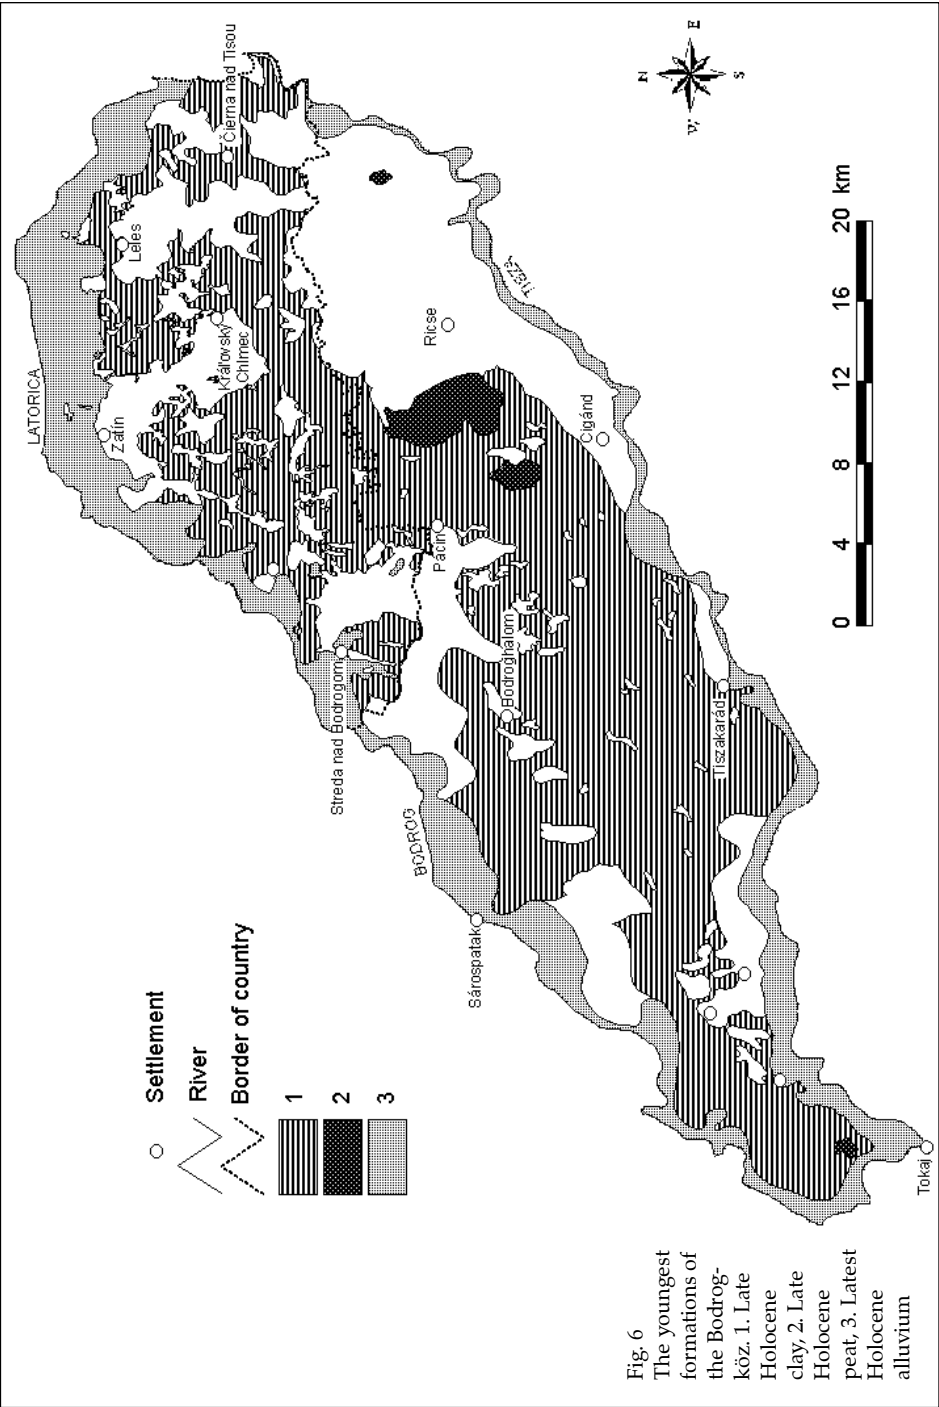 LATORICA
Čierna nad Tisou
Leles
Kráľovský
Chlmec
Zatín
Ricse
Tisza
Cigánd
Pácin
Streda nad Bodrogom
Bodroghalom
Tiszakarád
BODROG
Sárospatak
Tokaj
N
E
S
W
0 4 8 12 16 20 km
Settlement
River
Border of country
1
2
3
Fig. 6
The youngest
formations of
the Bodrog-
köz. 1. Late
Holocene
clay, 2. Late
Holocene
peat, 3. Latest
Holocene
alluvium